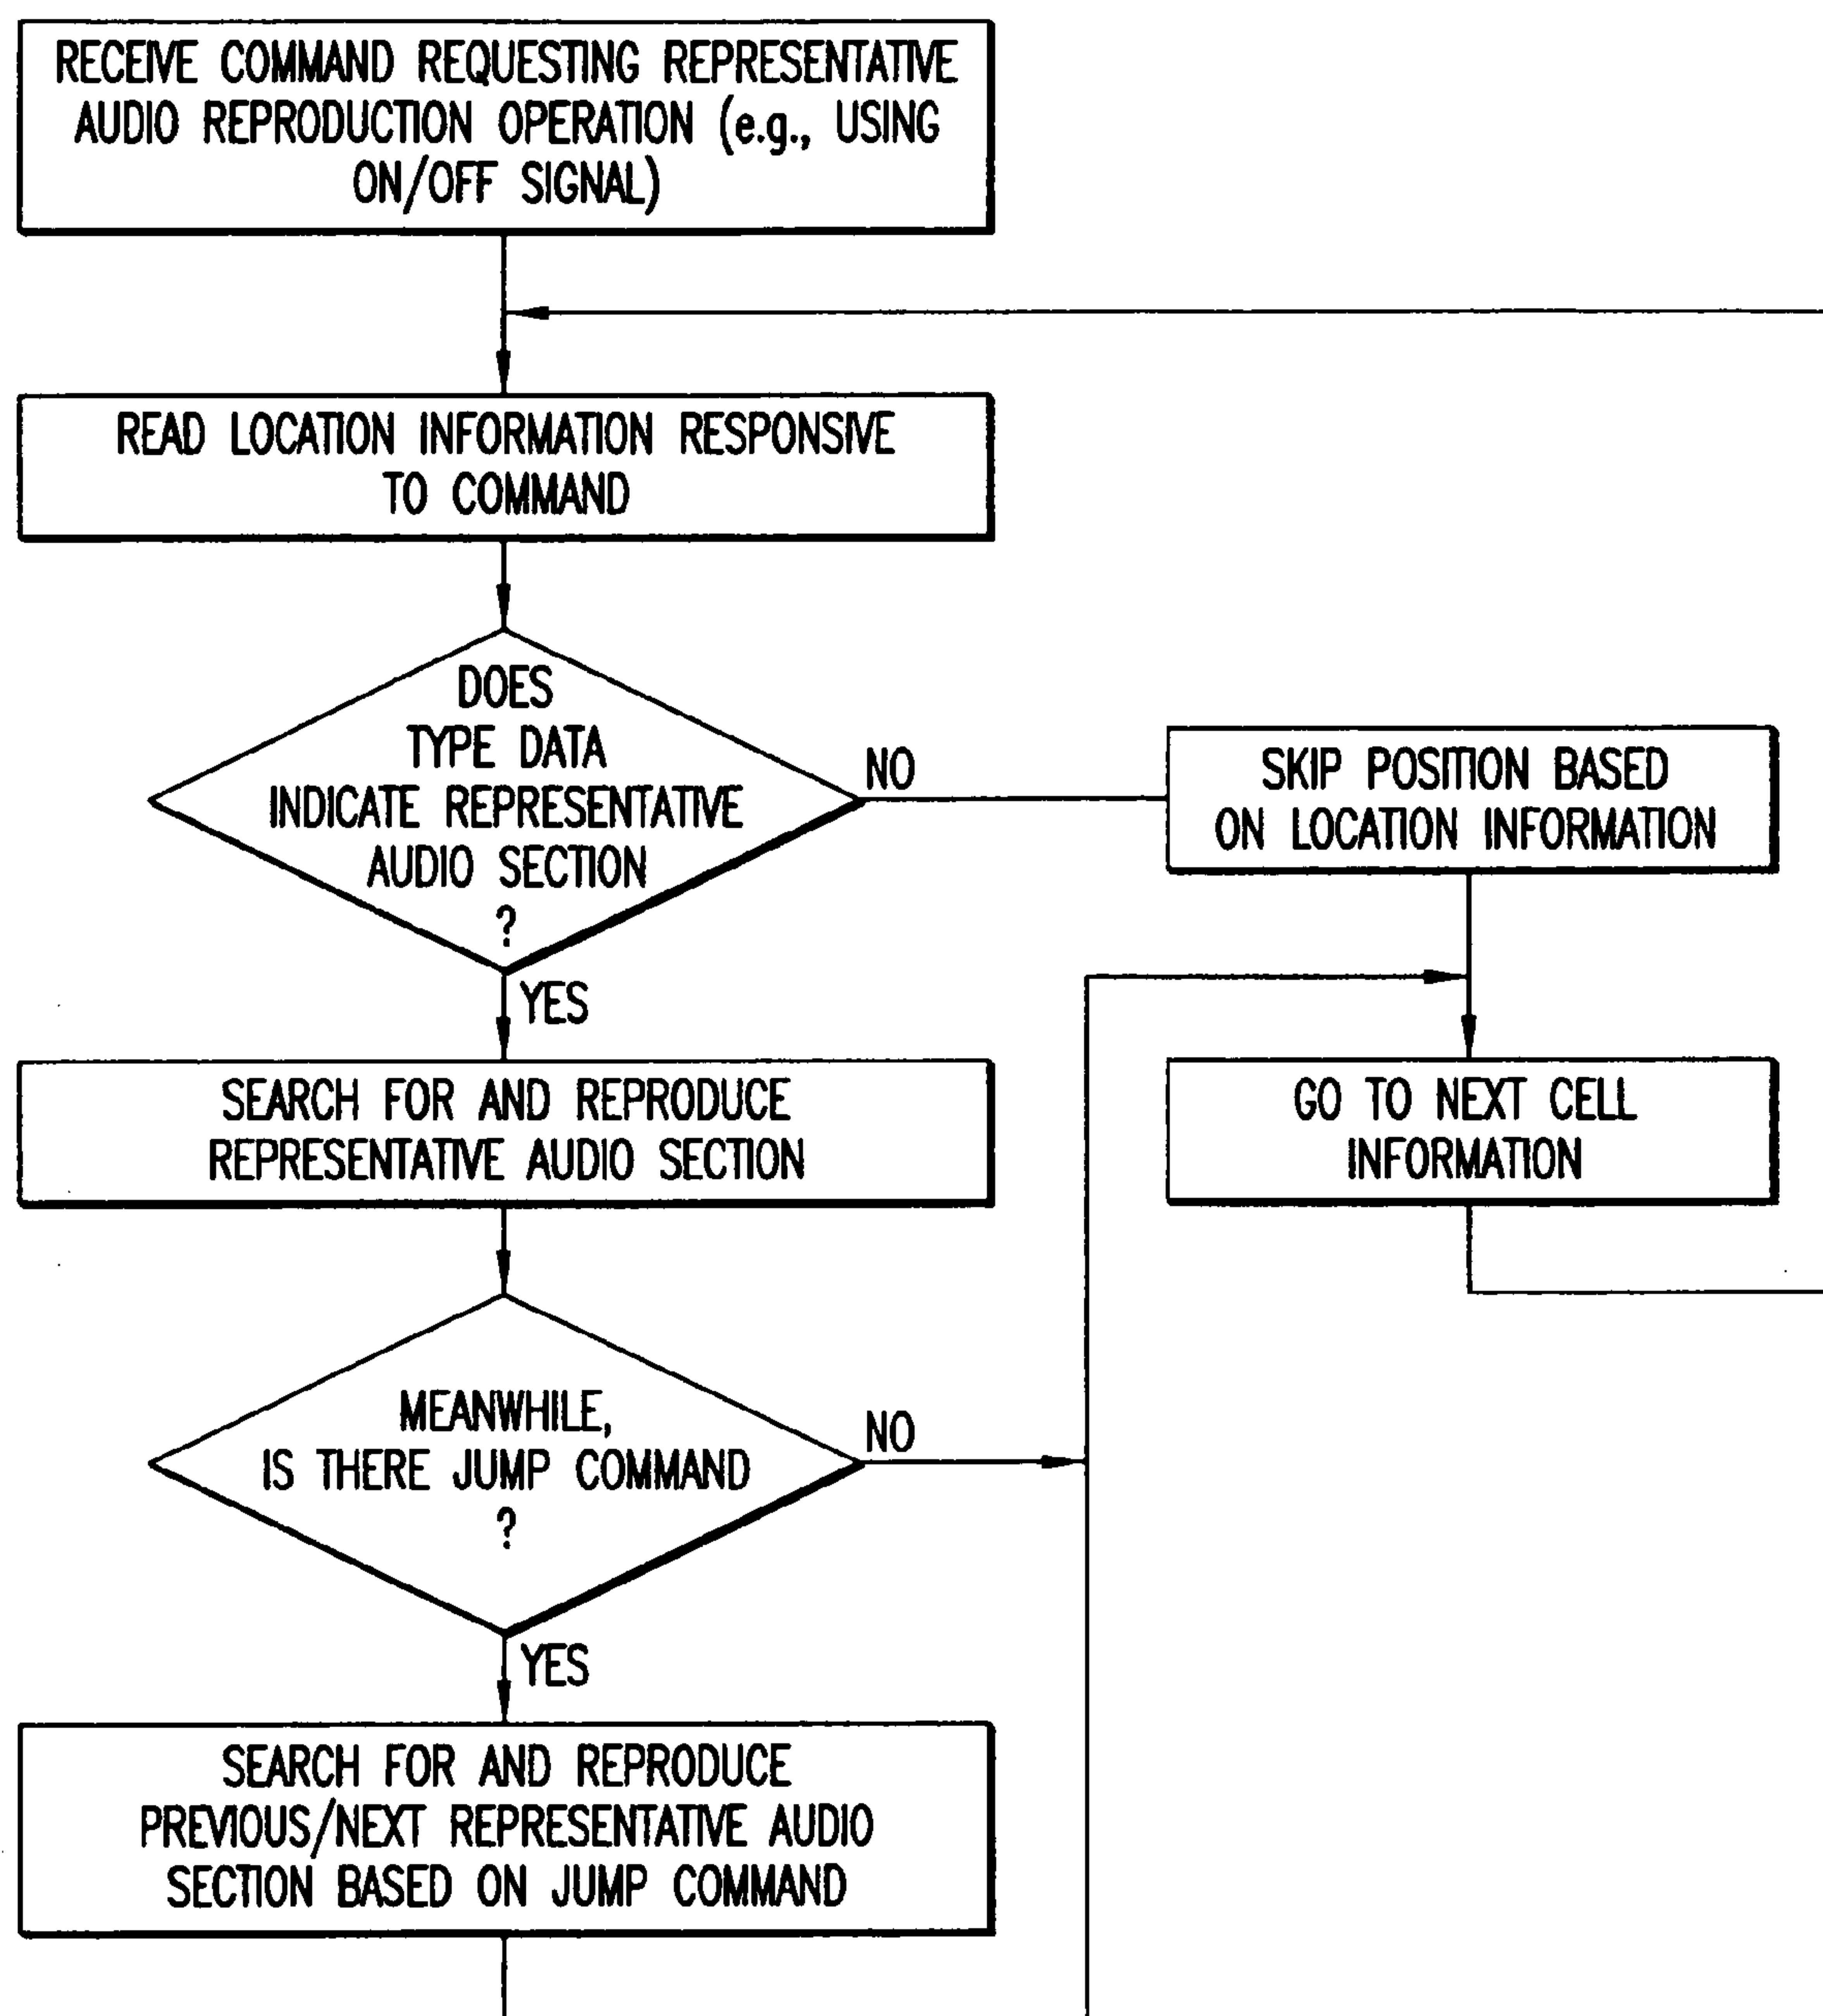 RECEIVE COMMAND REQUESTING REPRESENTATIVE
AUDIO REPRODUCTION OPERATION (e.g., USING
ON/OFF SIGNAL)
READ LOCATION INFORMATION RESPONSIVE
TO COMMAND
DOES
TYPE DATA
INDICATE REPRESENTATIVE
AUDIO SECTION
?
NO
SKIP POSITION BASED
ON LOCATION INFORMATION
YES
SEARCH FOR AND REPRODUCE
REPRESENTATIVE AUDIO SECTION
GO TO NEXT CELL
INFORMATION
MEANWHILE,
IS THERE JUMP COMMAND
?
NO
YES
SEARCH FOR AND REPRODUCE
PREVIOUS/NEXT REPRESENTATIVE AUDIO
SECTION BASED ON JUMP COMMAND